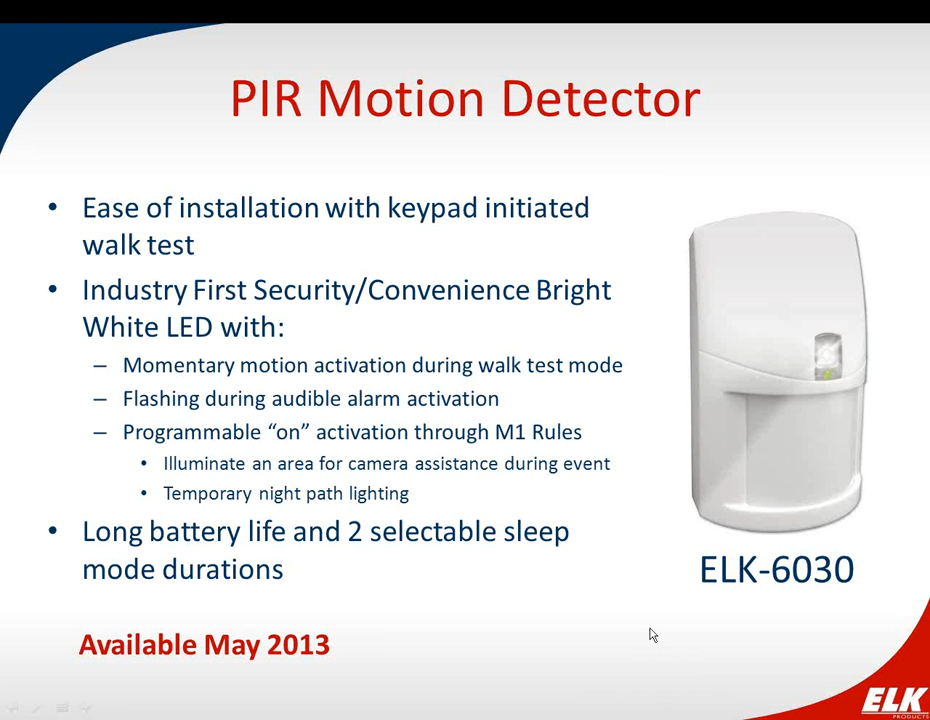 PIR Motion Detector
• Ease of installation with keypad initiated
walk test
• Industry First Security/Convenience Bright
White LED with:
– Momentary motion activation during walk test mode
– Flashing during audible alarm activation
– Programmable “on” activation through M1 Rules
• Illuminate an area for camera assistance during event
• Temporary night path lighting
• Long battery life and 2 selectable sleep
mode durations
ELK-6030
Available May 2013
ELK
PRODUCTS